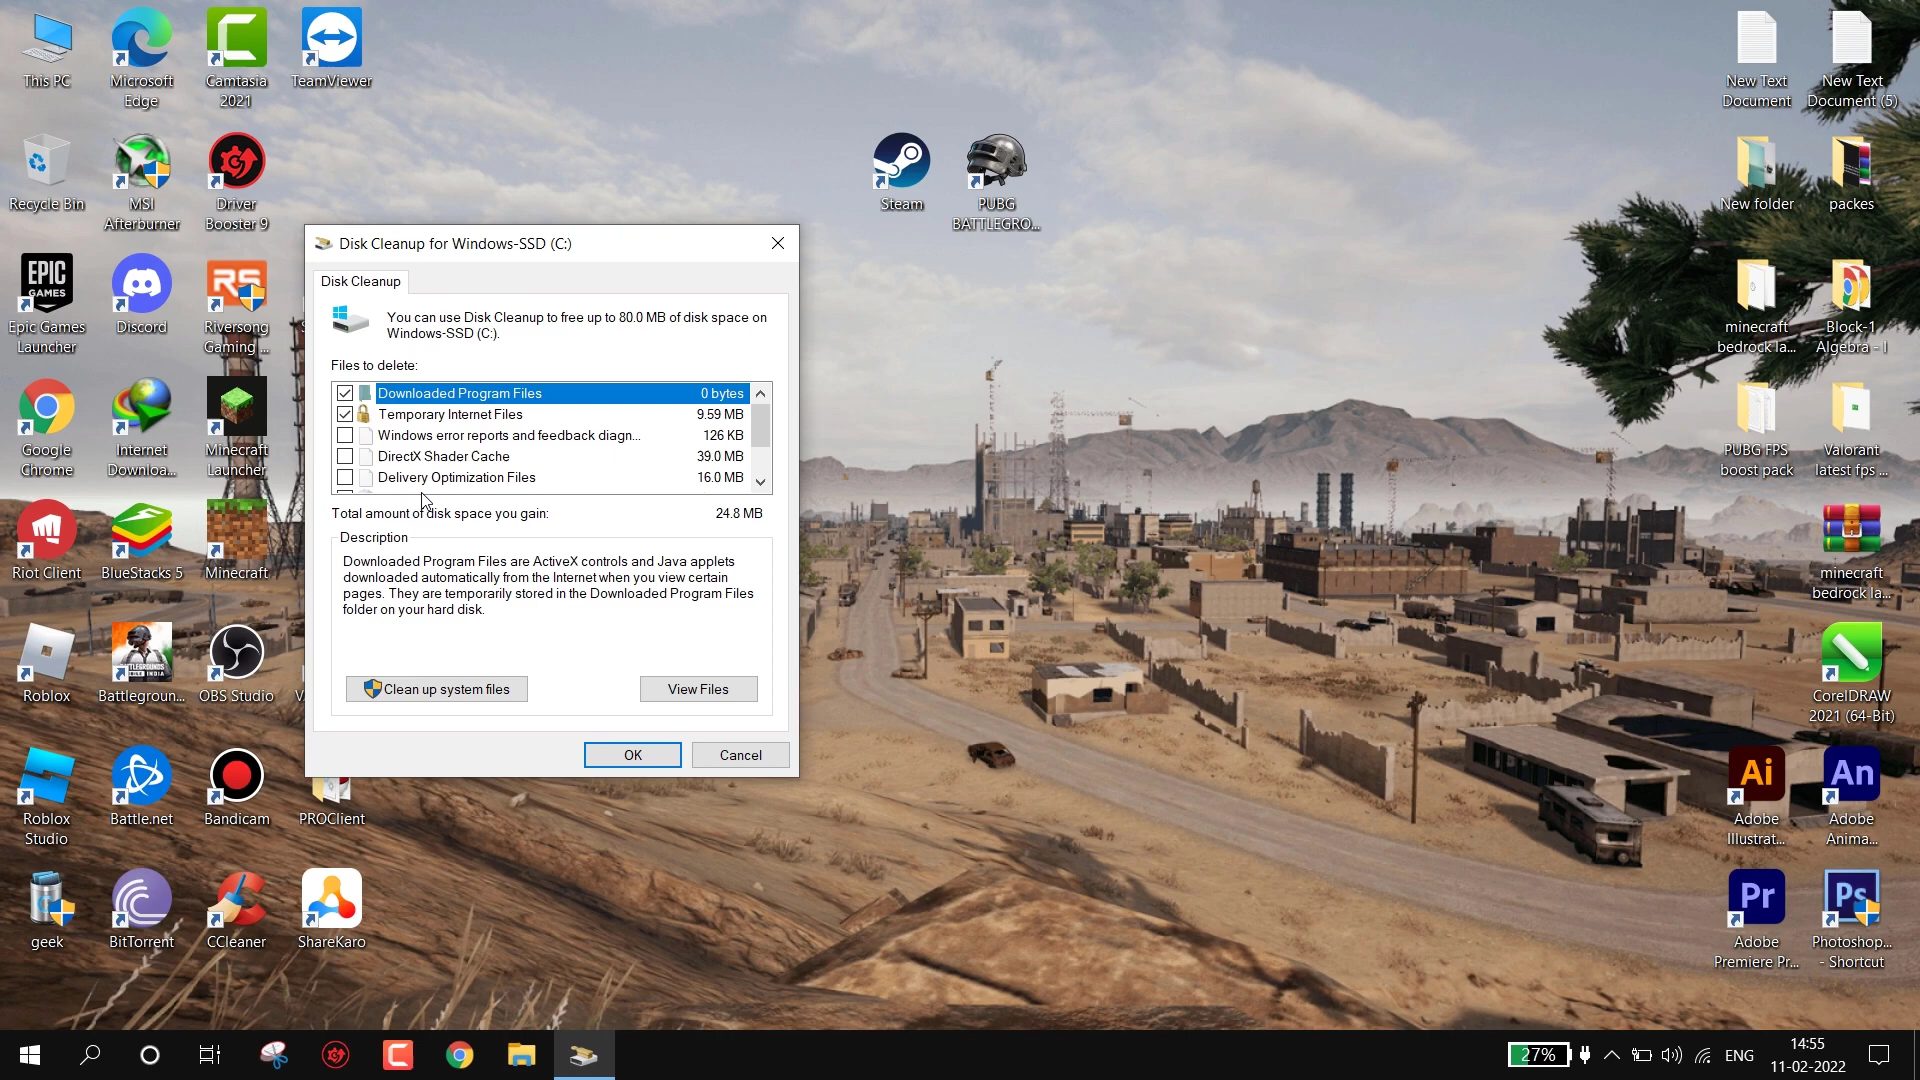 This PC
Microsoft
Edge
Camtasia
2021
TeamViewer
Recycle Bin
MSI
Afterburner
Driver
Booster 9
EPIC
GAMES
Epic Games
Launcher
Discord
RS
Riversong
Gaming ...
Google
Chrome
Internet
Downloa...
Minecraft
Launcher
Riot Client
BlueStacks 5
Minecraft
Roblox
Battlegroun...
OBS Studio
Roblox
Studio
Battle.net
Bandicam
PROClient
geek
BitTorrent
CCleaner
ShareKaro
Steam
PUBG
BATTLEGRO...
Disk Cleanup for Windows-SSD (C:)
Disk Cleanup
You can use Disk Cleanup to free up to 80.0 MB of disk space on
Windows-SSD (C:).
Files to delete:
Downloaded Program Files 0 bytes
Temporary Internet Files 9.59 MB
Windows error reports and feedback diagn... 126 KB
DirectX Shader Cache 39.0 MB
Delivery Optimization Files 16.0 MB
Total amount of disk space you gain: 24.8 MB
Description
Downloaded Program Files are ActiveX controls and Java applets
downloaded automatically from the Internet when you view certain
pages. They are temporarily stored in the Downloaded Program Files
folder on your hard disk.
Clean up system files
View Files
OK
Cancel
New Text
Document
New Text
Document (5)
New folder
packes
minecraft
bedrock la...
Block-1
Algebra - I
PUBG FPS
boost pack
Valorant
latest fps ...
minecraft
bedrock la...
CorelDRAW
2021 (64-Bit)
Ai
Adobe
Illustrat...
An
Adobe
Anima...
Pr
Adobe
Premiere Pr...
Ps
Photoshop...
- Shortcut
27%
ENG
14:55
11-02-2022